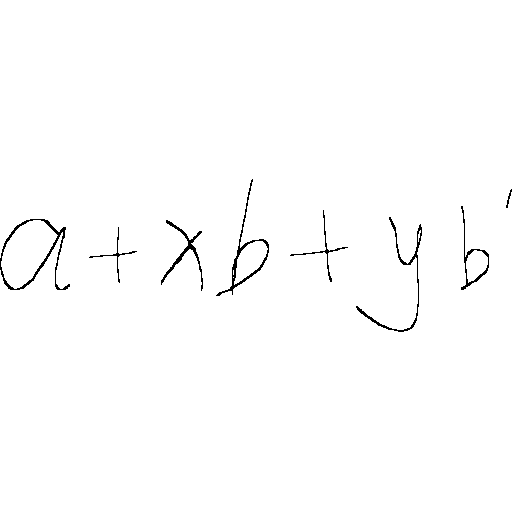 a + xb + yb'